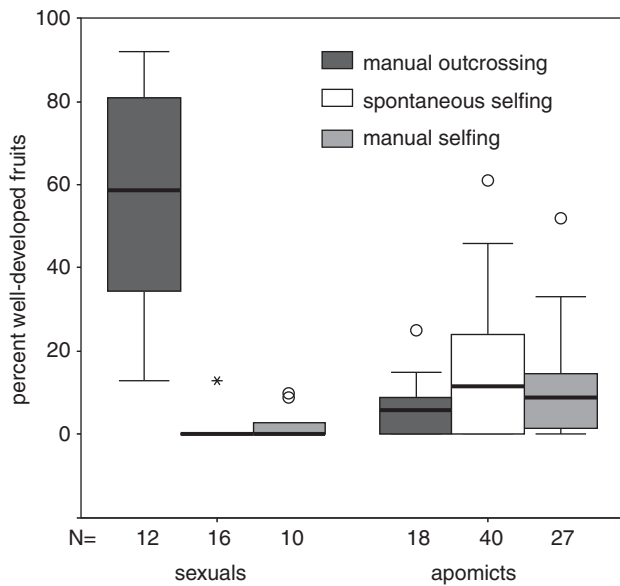 100
80
60
40
20
0
percent well-developed fruits
manual outcrossing
spontaneous selfing
manual selfing
N= 12 16 10 18 40 27
sexuals apomicts